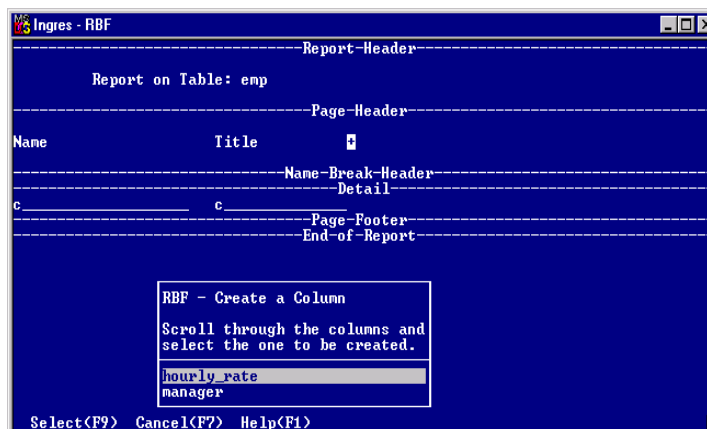 Ingres - RBF
Report-Header
Report on Table: emp
Page-Header
Name Title +
Name-Break-Header
Detail
c____________________ c_______________
Page-Footer
End-of-Report
RBF - Create a Column
Scroll through the columns and
select the one to be created.
hourly_rate
manager
Select(F9) Cancel(F7) Help(F1)